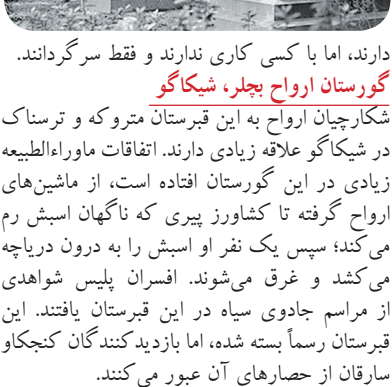 دارند، اما با کسی کاری ندارند و فقط سرگردانند.
گورستان ارواح بچلر، شیکاگو
شکارچیان ارواح به این قبرستان متروکه و ترسناک
در شیکاگو علاقه زیادی دارند. اتفاقات ماوراءالطبیعه
زیادی در این گورستان افتاده است، از ماشین‌های
ارواح گرفته تا کشاورز پیری که ناگهان اسبش رم
می‌کند؛ سپس یک نفر او اسبش را به درون دریاچه
می‌کشد و غرق می‌شوند. افسران پلیس شواهدی
از مراسم جادوی سیاه در این قبرستان یافتند. این
قبرستان رسماً بسته شده، اما بازدیدکنندگان کنجکاو
سارقان از حصارهای آن عبور می‌کنند.